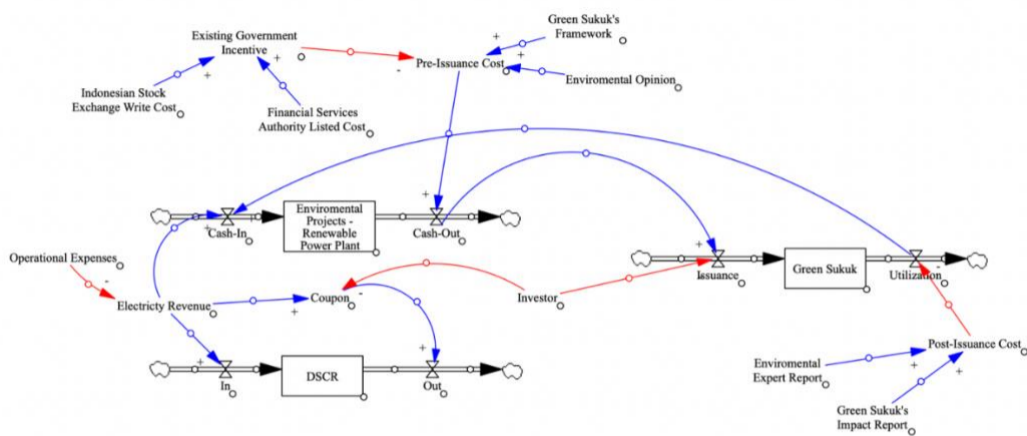 Green Sukuk's
Framework
Existing Government
Incentive
+
+
+
-
Pre-Issuance Cost
Enviromental Opinion
+
Indonesian Stock
Exchange Write Cost
Financial Services
Authority Listed Cost
+
Enviromental
Projects -
Renewable
Power Plant
+
Cash-In
Cash-Out
+
Operational Expenses
-
Issuance
Green Sukuk
-
Utilization
Electricty Revenue
+
Coupon
-
Investor
+
+
In
DSCR
Out
Post-Issuance Cost
Enviromental
Expert Report
+
+
Green Sukuk's
Impact Report